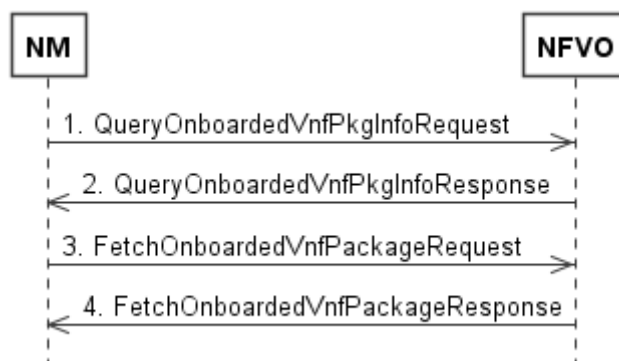 NM
NFVO
1. QueryOnboardedVnfPkgInfoRequest
2. QueryOnboardedVnfPkgInfoResponse
3. FetchOnboardedVnfPackageRequest
4. FetchOnboardedVnfPackageResponse